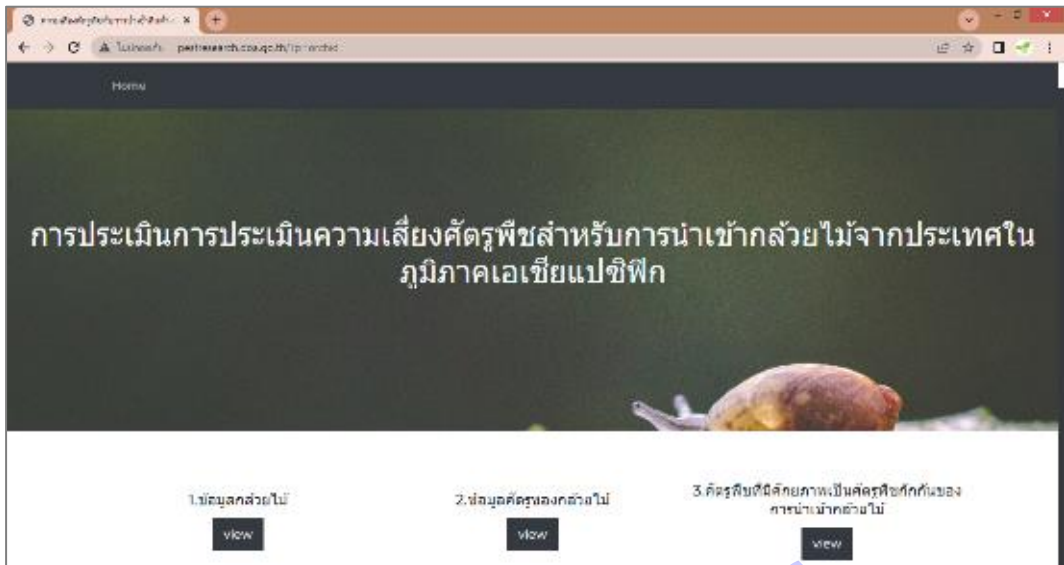 Home
การประเมินการประเมินความเสี่ยงศัตรูพืชสำหรับการนำเข้ากล้วยไม้จากประเทศใน
ภูมิภาคเอเชียแปซิฟิก
1.ข้อมูลกล้วยไม้
2.ข้อมูลศัตรูของกล้วยไม้
3.ศัตรูพืชที่มีศักยภาพเป็นศัตรูพืชกักกันของ
การนำเข้ากล้วยไม้
view
view
view